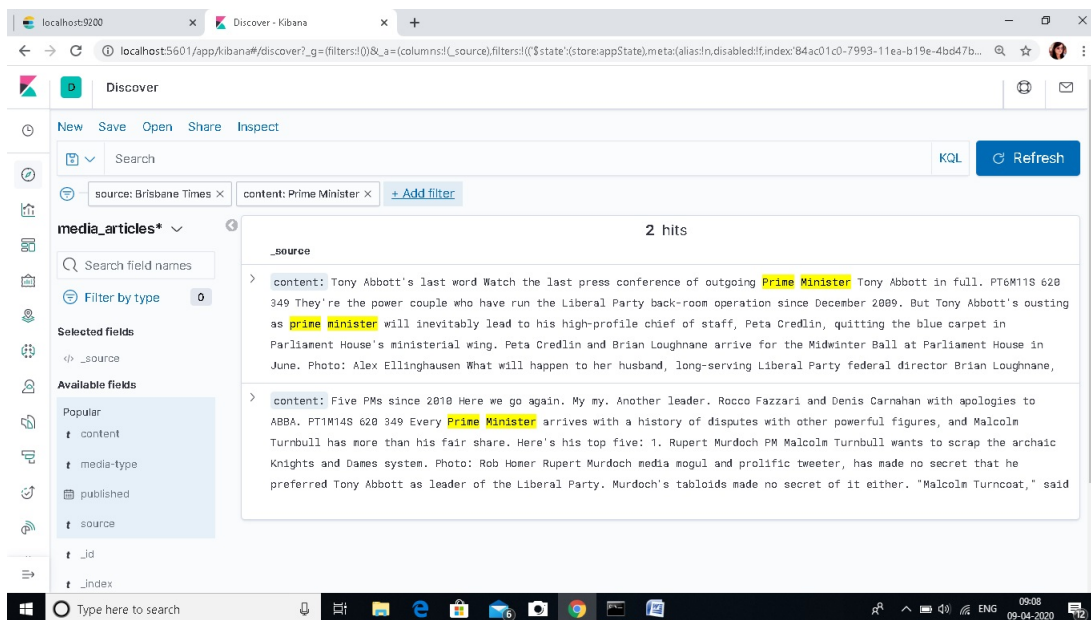 localhost:9200
Discover - Kibana
localhost:5601/app/kibana#/discover?_g=(filters:!())&_a=(columns:!(_source),filters:!(('$state':(store:appState),meta:(alias:!n,disabled:!f,index:'84ac01c0-7993-11ea-b19e-4bd47b...
D
Discover
New Save Open Share Inspect
Search
KQL
Refresh
source: Brisbane Times ×
content: Prime Minister ×
+ Add filter
media_articles*
Search field names
Filter by type 0
Selected fields
_source
Available fields
Popular
t content
t media-type
published
t source
t _id
t _index
2 hits
_source
content: Tony Abbott's last word Watch the last press conference of outgoing Prime Minister Tony Abbott in full. PT6M11S 620
349 They're the power couple who have run the Liberal Party back-room operation since December 2009. But Tony Abbott's ousting
as prime minister will inevitably lead to his high-profile chief of staff, Peta Credlin, quitting the blue carpet in
Parliament House's ministerial wing. Peta Credlin and Brian Loughnane arrive for the Midwinter Ball at Parliament House in
June. Photo: Alex Ellinghausen What will happen to her husband, long-serving Liberal Party federal director Brian Loughnane,
content: Five PMs since 2010 Here we go again. My my. Another leader. Rocco Fazzari and Denis Carnahan with apologies to
ABBA. PT1M14S 620 349 Every Prime Minister arrives with a history of disputes with other powerful figures, and Malcolm
Turnbull has more than his fair share. Here's his top five: 1. Rupert Murdoch PM Malcolm Turnbull wants to scrap the archaic
Knights and Dames system. Photo: Rob Homer Rupert Murdoch media mogul and prolific tweeter, has made no secret that he
preferred Tony Abbott as leader of the Liberal Party. Murdoch's tabloids made no secret of it either. "Malcolm Turncoat," said
Type here to search
6
ENG
09:08
09-04-2020
12